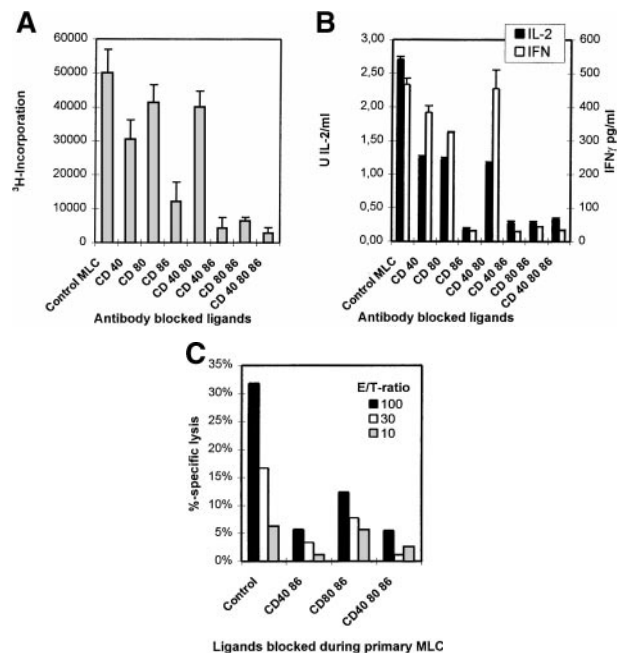 A
60000
50000
40000
30000
20000
10000
0
³H-Incorporation
Control MLC
CD 40
CD 80
CD 86
CD 40 80
CD 40 86
CD 80 86
CD 40 80 86
Antibody blocked ligands
B
IL-2
IFN
3,00
2,50
2,00
1,50
1,00
0,50
0,00
U IL-2/ml
600
500
400
300
200
100
0
IFNγ pg/ml
Control MLC
CD 40
CD 80
CD 86
CD 40 80
CD 40 86
CD 80 86
CD 40 80 86
Antibody blocked ligands
C
35%
30%
25%
20%
15%
10%
5%
0%
%-specific lysis
E/T-ratio
100
30
10
Control
CD40 86
CD80 86
CD40 80 86
Ligands blocked during primary MLC